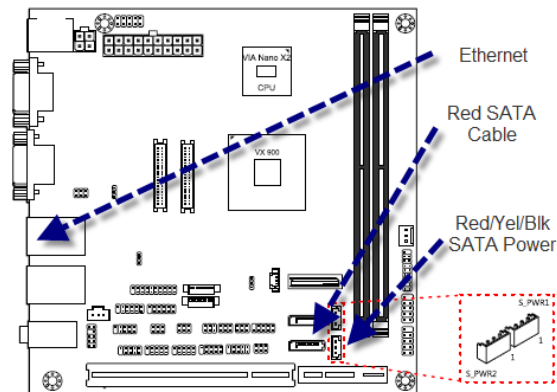 VIA Nano X2
CPU
Ethernet
Red SATA
Cable
VX 900
Red/Yel/Blk
SATA Power
S_PWR1
1
1
S_PWR2